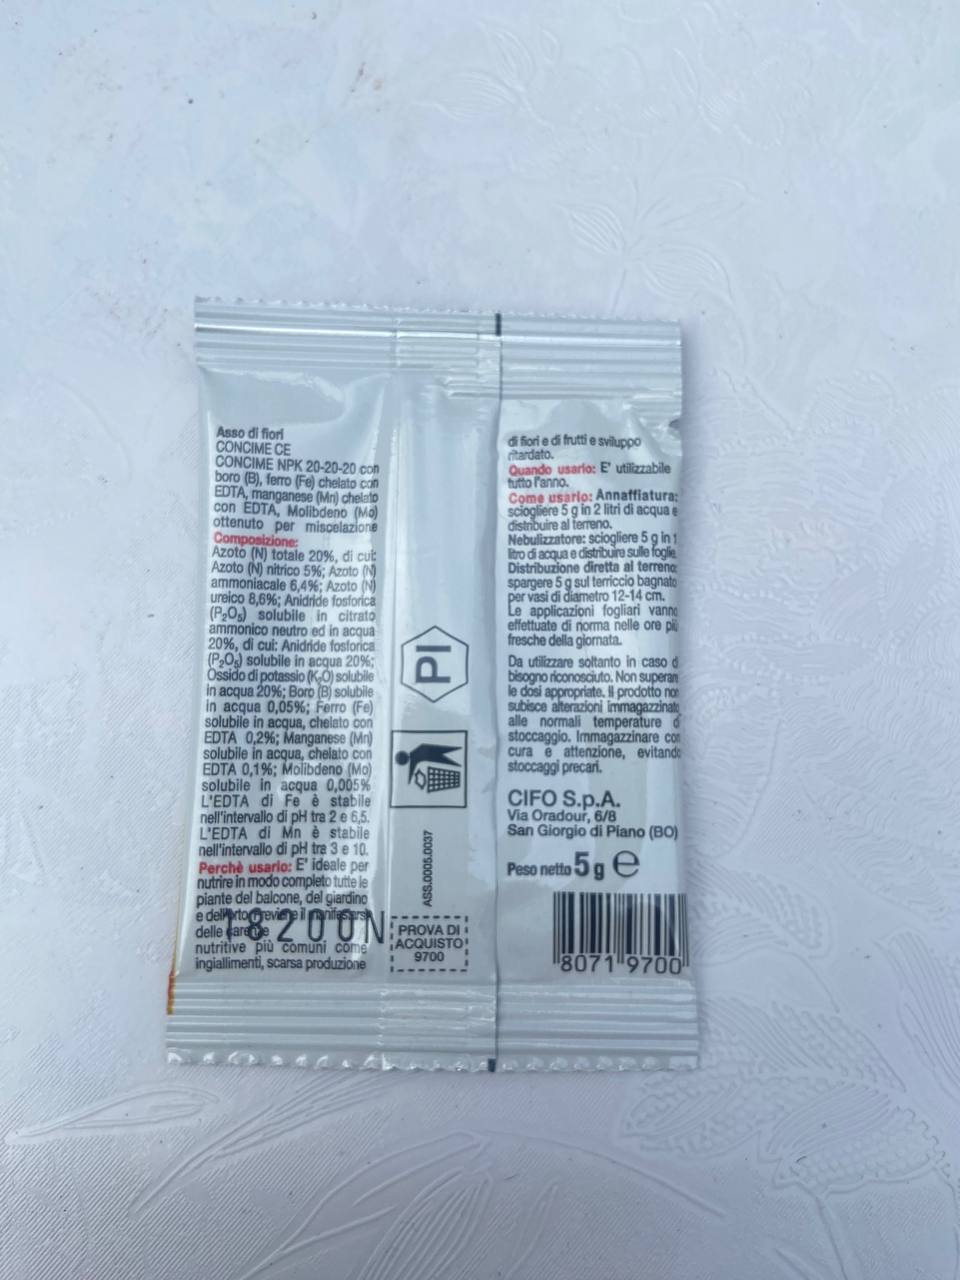 Asso di fiori
CONCIME CE
CONCIME NPK 20-20-20 con
boro (B), ferro (Fe) chelato con
EDTA, manganese (Mn) chelato
con EDTA, Molibdeno (Mo)
ottenuto per miscelazione
Composizione:
Azoto (N) totale 20%, di cui:
Azoto (N) nitrico 5%; Azoto (N)
ammoniacale 6,4%; Azoto (N)
ureico 8,6%; Anidride fosforica
(P₂O₅) solubile in citrato
ammonico neutro ed in acqua
20%, di cui: Anidride fosforica
(P₂O₅) solubile in acqua 20%;
Ossido di potassio (K₂O) solubile
in acqua 20%; Boro (B) solubile
in acqua 0,05%; Ferro (Fe)
solubile in acqua, chelato con
EDTA 0,2%; Manganese (Mn)
solubile in acqua, chelato con
EDTA 0,1%; Molibdeno (Mo)
solubile in acqua 0,005%
L'EDTA di Fe è stabile
nell'intervallo di pH tra 2 e 6,5.
L'EDTA di Mn è stabile
nell'intervallo di pH tra 3 e 10.
Perchè usarlo: E' ideale per
nutrire in modo completo tutte le
piante del balcone, del giardino
e dell'orto previene il manifestarsi
delle carenze
nutritive più comuni come
ingiallimenti, scarsa produzione
18200N
PI
ASS.0005.0037
PROVA DI
ACQUISTO
9700
di fiori e di frutti e sviluppo
ritardato.
Quando usarlo: E' utilizzabile
tutto l'anno.
Come usarlo: Annaffiatura:
sciogliere 5 g in 2 litri di acqua e
distribuire al terreno.
Nebulizzatore: sciogliere 5 g in 1
litro di acqua e distribuire sulle foglie.
Distribuzione diretta al terreno:
spargere 5 g sul terriccio bagnato
per vasi di diametro 12-14 cm.
Le applicazioni fogliari vanno
effettuate di norma nelle ore più
fresche della giornata.
Da utilizzare soltanto in caso di
bisogno riconosciuto. Non superare
le dosi appropriate. Il prodotto non
subisce alterazioni immagazzinato
alle normali temperature di
stoccaggio. Immagazzinare con
cura e attenzione, evitando
stoccaggi precari.
CIFO S.p.A.
Via Oradour, 6/8
San Giorgio di Piano (BO)
Peso netto 5 g e
8071 9700